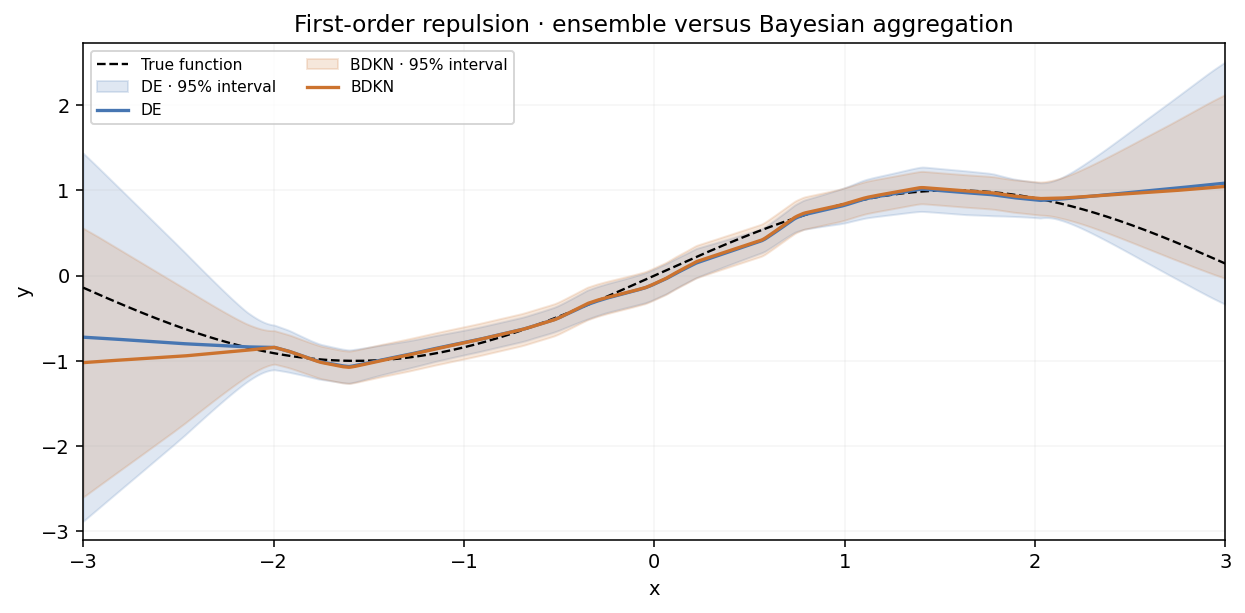 First-order repulsion · ensemble versus Bayesian aggregation
True function
DE · 95% interval
DE
BDKN · 95% interval
BDKN
y
2
1
0
−1
−2
−3
−3 −2 −1 0 1 2 3
x